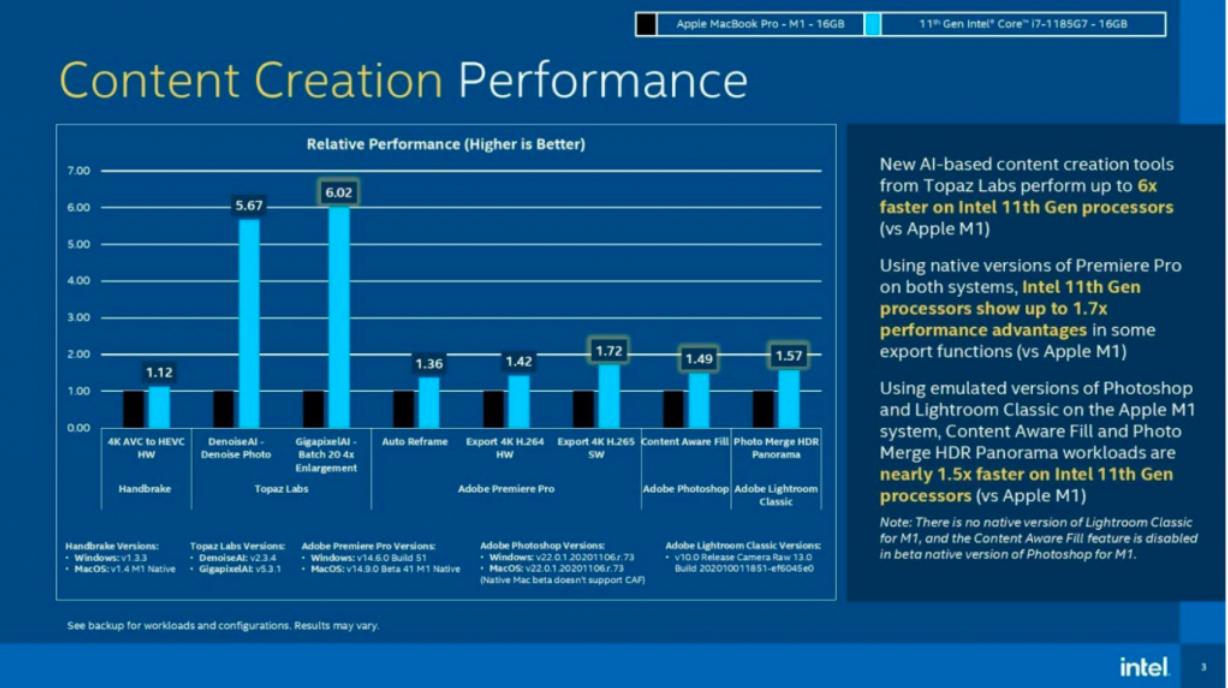 Apple MacBook Pro - M1 - 16GB
11th Gen Intel® Core™ i7-1185G7 - 16GB
Content Creation Performance
Relative Performance (Higher is Better)
7.00
6.00
5.00
4.00
3.00
2.00
1.00
0.00
1.12
5.67
6.02
1.36
1.42
1.72
1.49
1.57
4K AVC to HEVC
HW
DenoiseAI -
Denoise Photo
GigapixelAI -
Batch 20 4x
Enlargement
Auto Reframe
Export 4K H.264
HW
Export 4K H.265
SW
Content Aware Fill
Photo Merge HDR
Panorama
Handbrake
Topaz Labs
Adobe Premiere Pro
Adobe Photoshop
Adobe Lightroom
Classic
Handbrake Versions:
• Windows: v1.3.3
• MacOS: v1.4 M1 Native
Topaz Labs Versions:
• DenoiseAI: v2.3.4
• GigapixelAI: v5.3.1
Adobe Premiere Pro Versions:
• Windows: v14.6.0 Build 51
• MacOS: v14.9.0 Beta 41 M1 Native
Adobe Photoshop Versions:
• Windows: v22.0.1.20201106.r.73
• MacOS: v22.0.1.20201106.r.73
(Native Mac beta doesn't support CAF)
Adobe Lightroom Classic Versions:
• v10.0 Release Camera Raw 13.0
Build 202010011851-ef6045e0
New AI-based content creation tools
from Topaz Labs perform up to 6x
faster on Intel 11th Gen processors
(vs Apple M1)
Using native versions of Premiere Pro
on both systems, Intel 11th Gen
processors show up to 1.7x
performance advantages in some
export functions (vs Apple M1)
Using emulated versions of Photoshop
and Lightroom Classic on the Apple M1
system, Content Aware Fill and Photo
Merge HDR Panorama workloads are
nearly 1.5x faster on Intel 11th Gen
processors (vs Apple M1)
Note: There is no native version of Lightroom Classic
for M1, and the Content Aware Fill feature is disabled
in beta native version of Photoshop for M1.
See backup for workloads and configurations. Results may vary.
intel
3